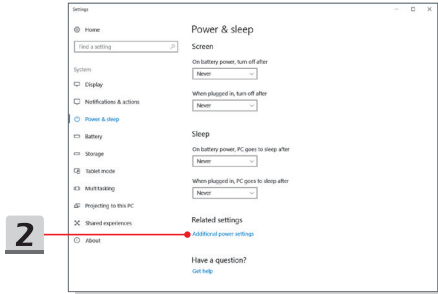 Settings
Home
Find a setting
System
Display
Notifications & actions
Power & sleep
Battery
Storage
Tablet mode
Multitasking
Projecting to this PC
Shared experiences
About
Power & sleep
Screen
On battery power, turn off after
Never
When plugged in, turn off after
Never
Sleep
On battery power, PC goes to sleep after
Never
When plugged in, PC goes to sleep after
Never
Related settings
Additional power settings
Have a question?
Get help
2